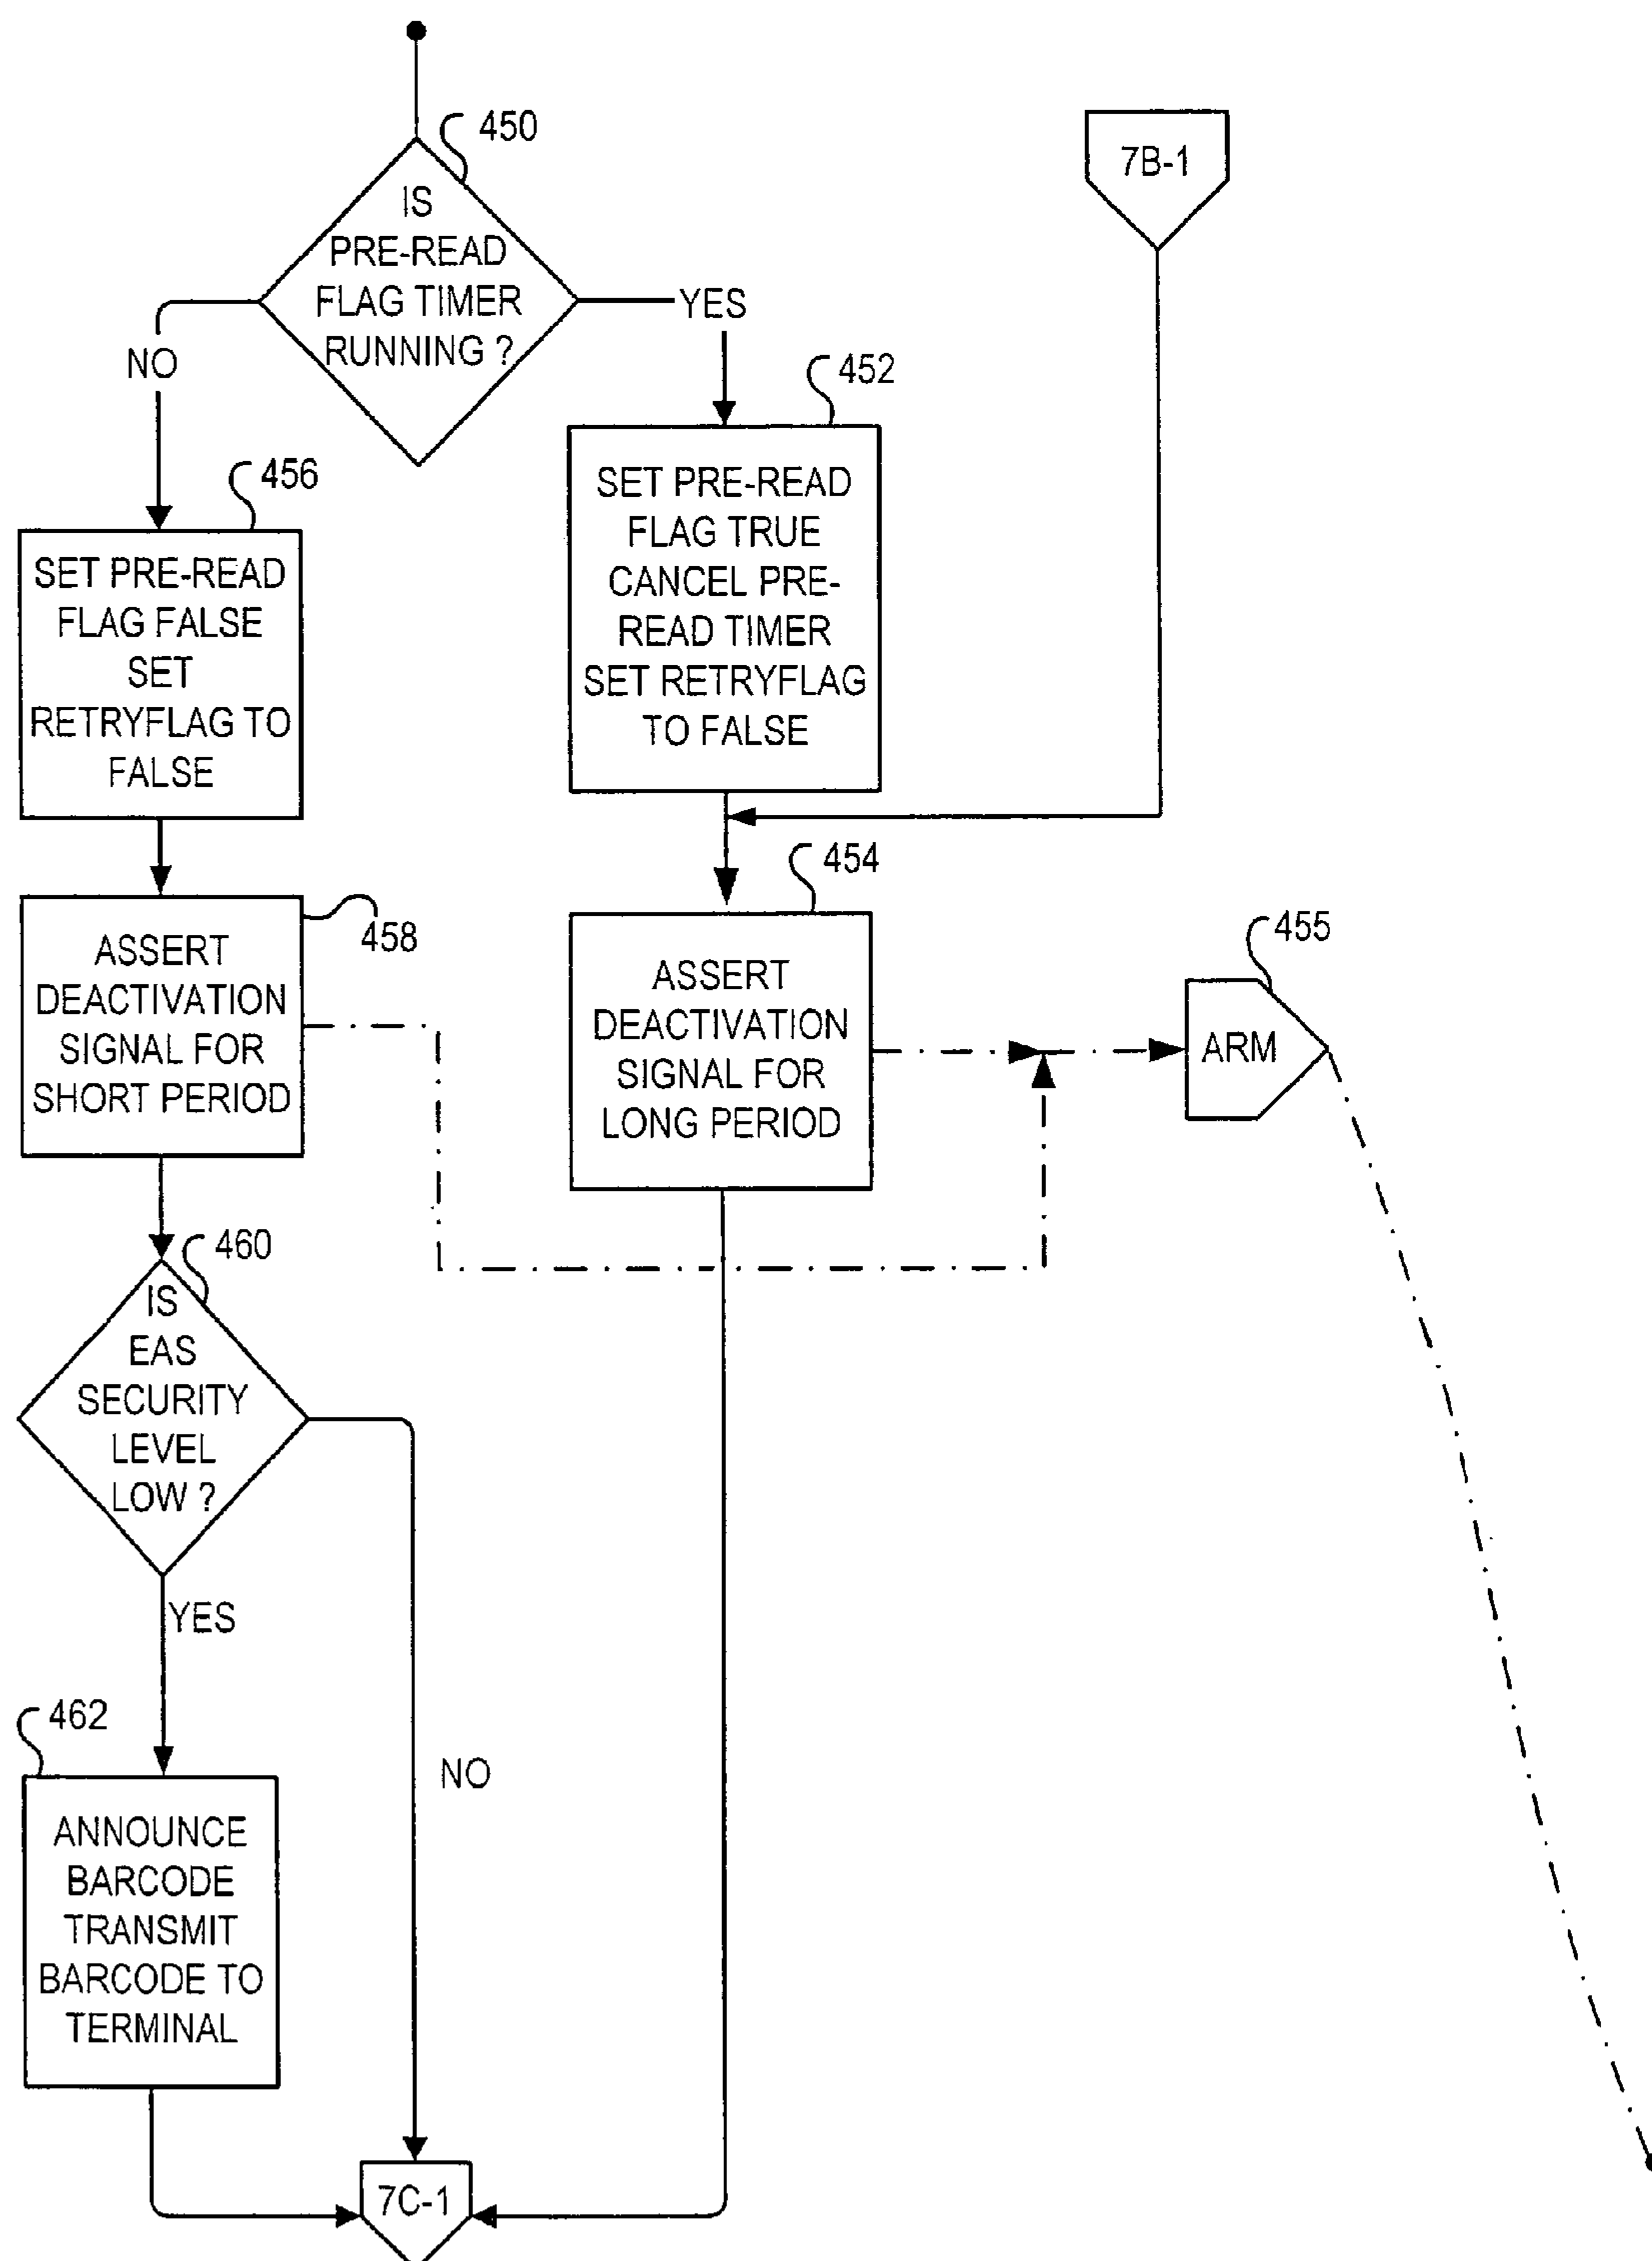 450
IS
PRE-READ
FLAG TIMER
RUNNING ?
7B-1
YES
NO
452
456
SET PRE-READ
FLAG TRUE
CANCEL PRE-
READ TIMER
SET RETRYFLAG
TO FALSE
SET PRE-READ
FLAG FALSE
SET
RETRYFLAG TO
FALSE
454
458
455
ASSERT
DEACTIVATION
SIGNAL FOR
SHORT PERIOD
ASSERT
DEACTIVATION
SIGNAL FOR
LONG PERIOD
ARM
460
IS
EAS
SECURITY
LEVEL
LOW ?
YES
462
NO
ANNOUNCE
BARCODE
TRANSMIT
BARCODE TO
TERMINAL
7C-1